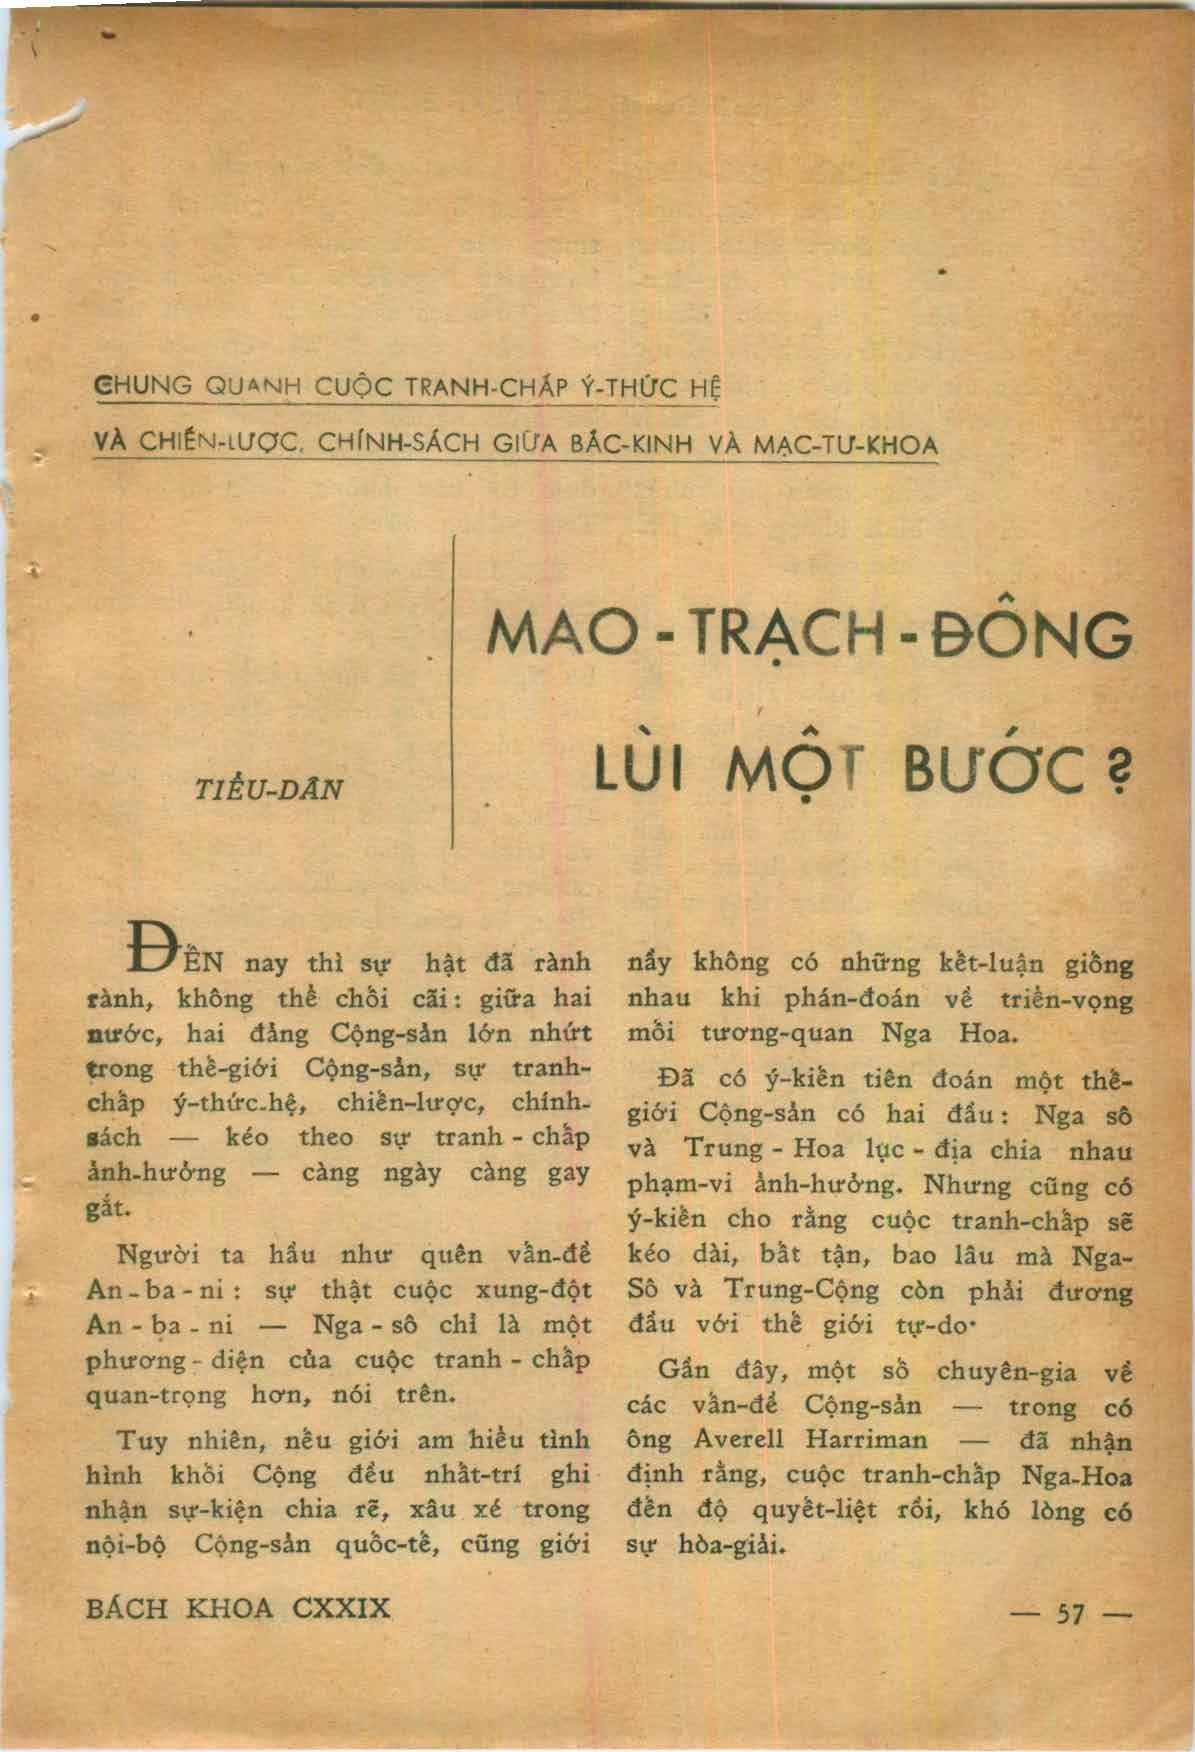 CHUNG QUANH CUỘC TRANH-CHẤP Ý-THỨC HỆ
VÀ CHIẾN-LƯỢC, CHÍNH-SÁCH GIỮA BẮC-KINH VÀ MẠC-TƯ-KHOA
MAO - TRẠCH - ĐÔNG
LÙI MỘT BƯỚC ?
TIÊU-DÂN
ĐẾN nay thì sự hật đã rành
rành, không thể chối cãi : giữa hai
nước, hai đảng Cộng-sản lớn nhứt
trong thế-giới Cộng-sản, sự tranh-
chấp ý-thức-hệ, chiến-lược, chính-
sách — kéo theo sự tranh - chấp
ảnh-hưởng — càng ngày càng gay
gắt.
Người ta hầu như quên vấn-đề
An - ba - ni : sự thật cuộc xung-đột
An - ba - ni — Nga - sô chỉ là một
phương - diện của cuộc tranh - chấp
quan-trọng hơn, nói trên.
Tuy nhiên, nếu giới am hiểu tình
hình khối Cộng đều nhất-trí ghi
nhận sự-kiện chia rẽ, xâu xé trong
nội-bộ Cộng-sản quốc-tế, cũng giới
nầy không có những kết-luận giống
nhau khi phán-đoán về triển-vọng
mối tương-quan Nga Hoa.
Đã có ý-kiến tiên đoán một thế-
giới Cộng-sản có hai đầu : Nga sô
và Trung - Hoa lục - địa chia nhau
phạm-vi ảnh-hưởng. Nhưng cũng có
ý-kiến cho rằng cuộc tranh-chấp sẽ
kéo dài, bất tận, bao lâu mà Nga-
Sô và Trung-Cộng còn phải đương
đầu với thế giới tự-do·
Gần đây, một số chuyên-gia về
các vấn-đề Cộng-sản — trong có
ông Averell Harriman — đã nhận
định rằng, cuộc tranh-chấp Nga-Hoa
đến độ quyết-liệt rồi, khó lòng có
sự hòa-giải.
BÁCH KHOA CXXIX
— 57 —